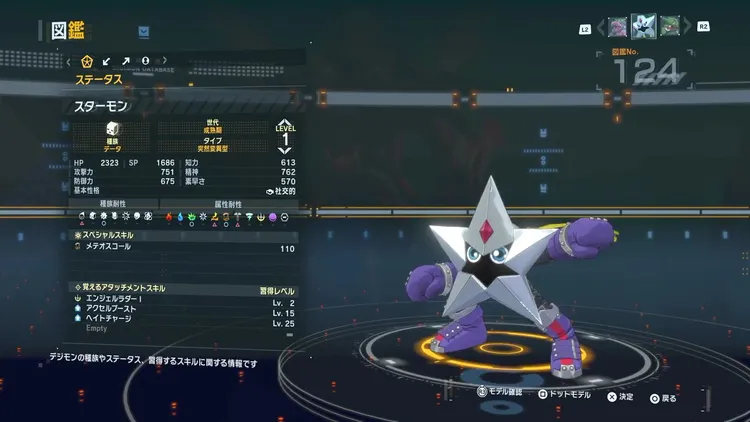 図鑑
L2
R2
図鑑No.
124
DATABASE
ステータス
スターモン
種族
データ
世代
成熟期
タイプ
突然変異型
LEVEL
1
HP 2323 SP 1686 知力 613
攻撃力 751 精神 762
防御力 675 素早さ 570
基本性格 社交的
種族耐性 属性耐性
スペシャルスキル
メテオスコール 110
覚えるアタッチメントスキル 習得レベル
エンジェルラダーⅠ Lv. 2
アクセルブースト Lv. 15
ヘイトチャージ Lv. 25
Empty
デジモンの種族やステータス、習得するスキルに関する情報です
R3 モデル確認 ドットモデル 決定 戻る